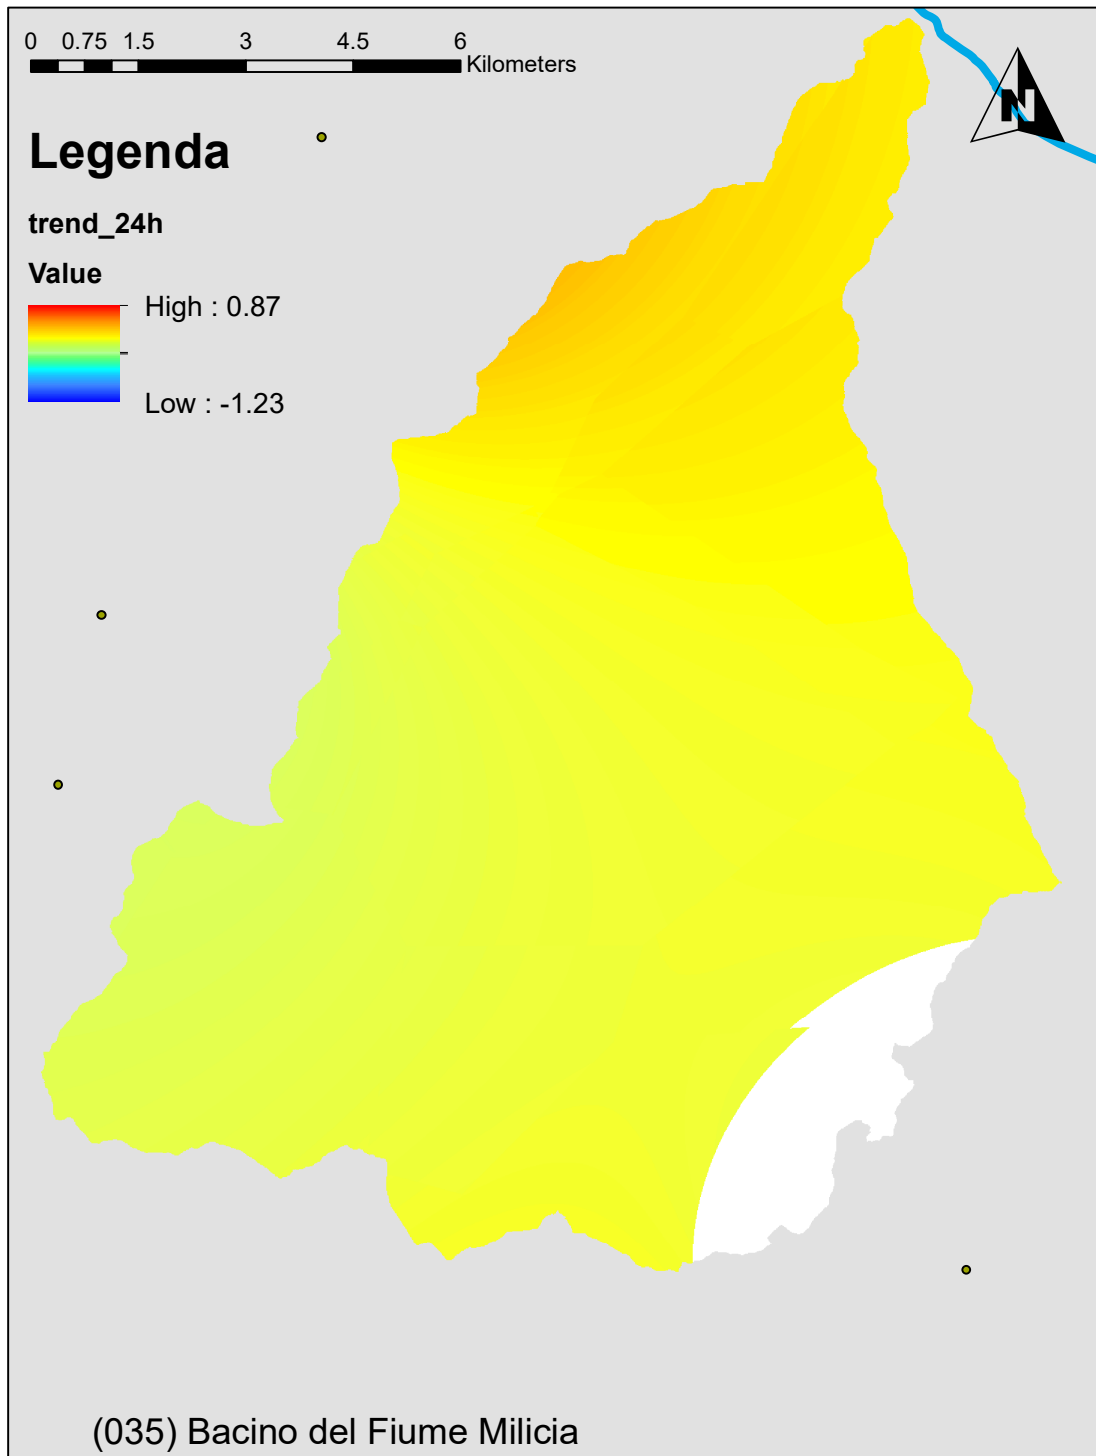 0 0.75 1.5 3 4.5 6
Kilometers
N
Legenda
trend_24h
Value
High : 0.87
Low : -1.23
(035) Bacino del Fiume Milicia